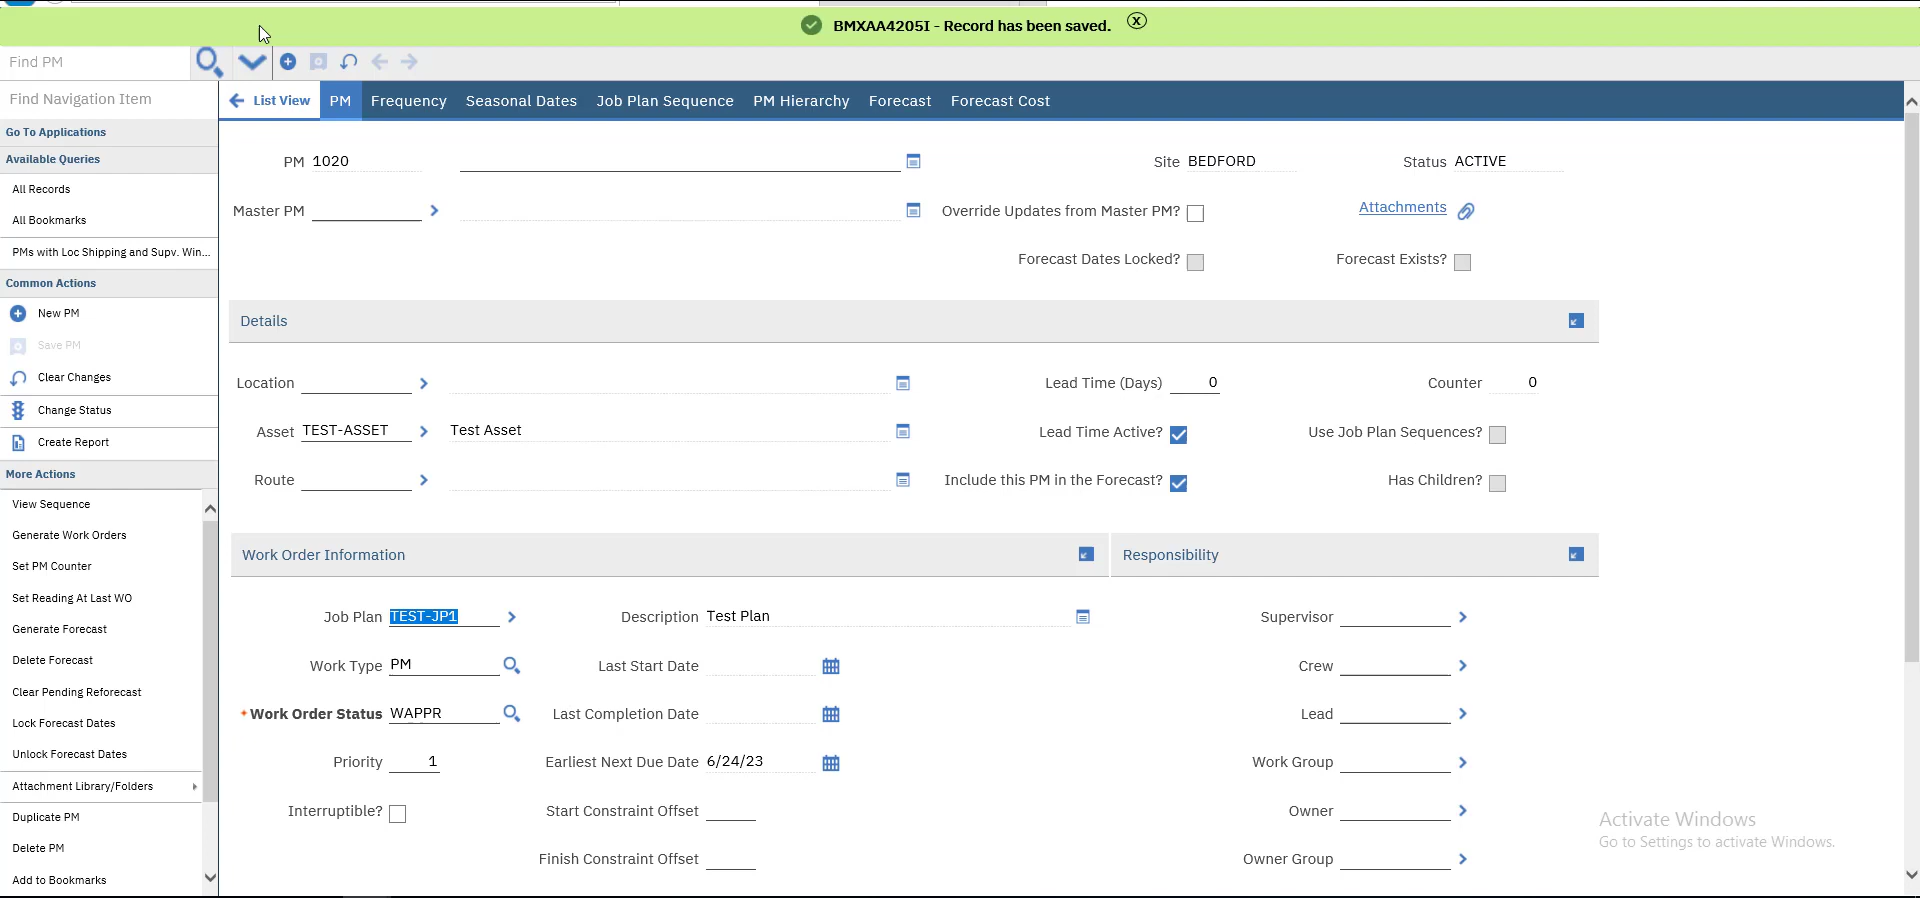 BMXAA4205I - Record has been saved.
Find PM
Find Navigation Item
List View PM Frequency Seasonal Dates Job Plan Sequence PM Hierarchy Forecast Forecast Cost
Go To Applications
Available Queries
All Records
All Bookmarks
PMs with Loc Shipping and Supv. Win...
Common Actions
New PM
Save PM
Clear Changes
Change Status
Create Report
More Actions
View Sequence
Generate Work Orders
Set PM Counter
Set Reading At Last WO
Generate Forecast
Delete Forecast
Clear Pending Reforecast
Lock Forecast Dates
Unlock Forecast Dates
Attachment Library/Folders
Duplicate PM
Delete PM
Add to Bookmarks
PM 1020 Site BEDFORD Status ACTIVE
Master PM Override Updates from Master PM? Attachments
Forecast Dates Locked? Forecast Exists?
Details
Location Lead Time (Days) 0 Counter 0
Asset TEST-ASSET Test Asset Lead Time Active? Use Job Plan Sequences?
Route Include this PM in the Forecast? Has Children?
Work Order Information Responsibility
Job Plan TEST-JP1 Description Test Plan Supervisor
Work Type PM Last Start Date Crew
*Work Order Status WAPPR Last Completion Date Lead
Priority 1 Earliest Next Due Date 6/24/23 Work Group
Interruptible? Start Constraint Offset Owner
Finish Constraint Offset Owner Group
Activate Windows
Go to Settings to activate Windows.